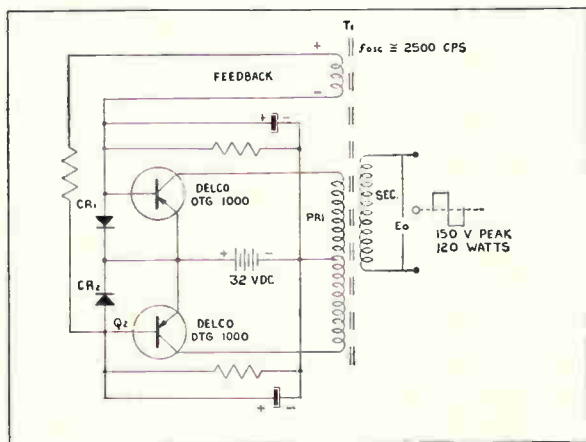 T1
fosc ≅ 2500 CPS
+
FEEDBACK
−
+ −
DELCO
DTG 1000
CR1
PRI
SEC.
Eo
150 V PEAK
120 WATTS
+ −
32 VDC
CR2
Q2
DELCO
DTG 1000
+ −